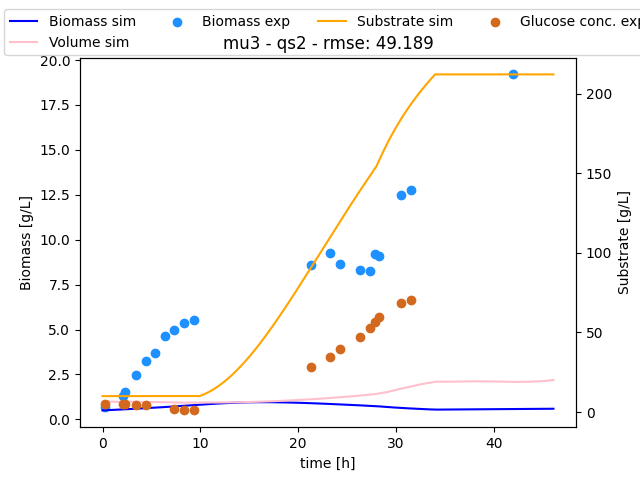 Biomass sim Biomass exp Substrate sim Glucose conc. exp
Volume sim
mu3 - qs2 - rmse: 49.189
20.0
17.5
15.0
12.5
10.0
7.5
5.0
2.5
0.0
Biomass [g/L]
0 10 20 30 40
time [h]
200
150
100
50
0
Substrate [g/L]